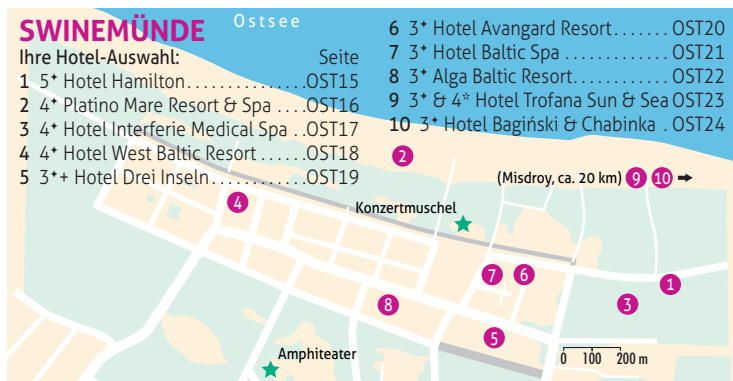 SWINEMÜNDE
Ostsee
Ihre Hotel-Auswahl: Seite
1 5* Hotel Hamilton..............OST15
2 4* Platino Mare Resort & Spa ....OST16
3 4* Hotel Interferie Medical Spa ..OST17
4 4* Hotel West Baltic Resort ......OST18
5 3*+ Hotel Drei Inseln............OST19
6 3* Hotel Avangard Resort.......OST20
7 3* Hotel Baltic Spa .............OST21
8 3* Alga Baltic Resort............OST22
9 3* & 4* Hotel Trofana Sun & Sea OST23
10 3* Hotel Bagiński & Chabinka .OST24
2
(Misdroy, ca. 20 km) 9 10
4
Konzertmuschel
7 6
1
8
3
5
Amphiteater
0 100 200 m